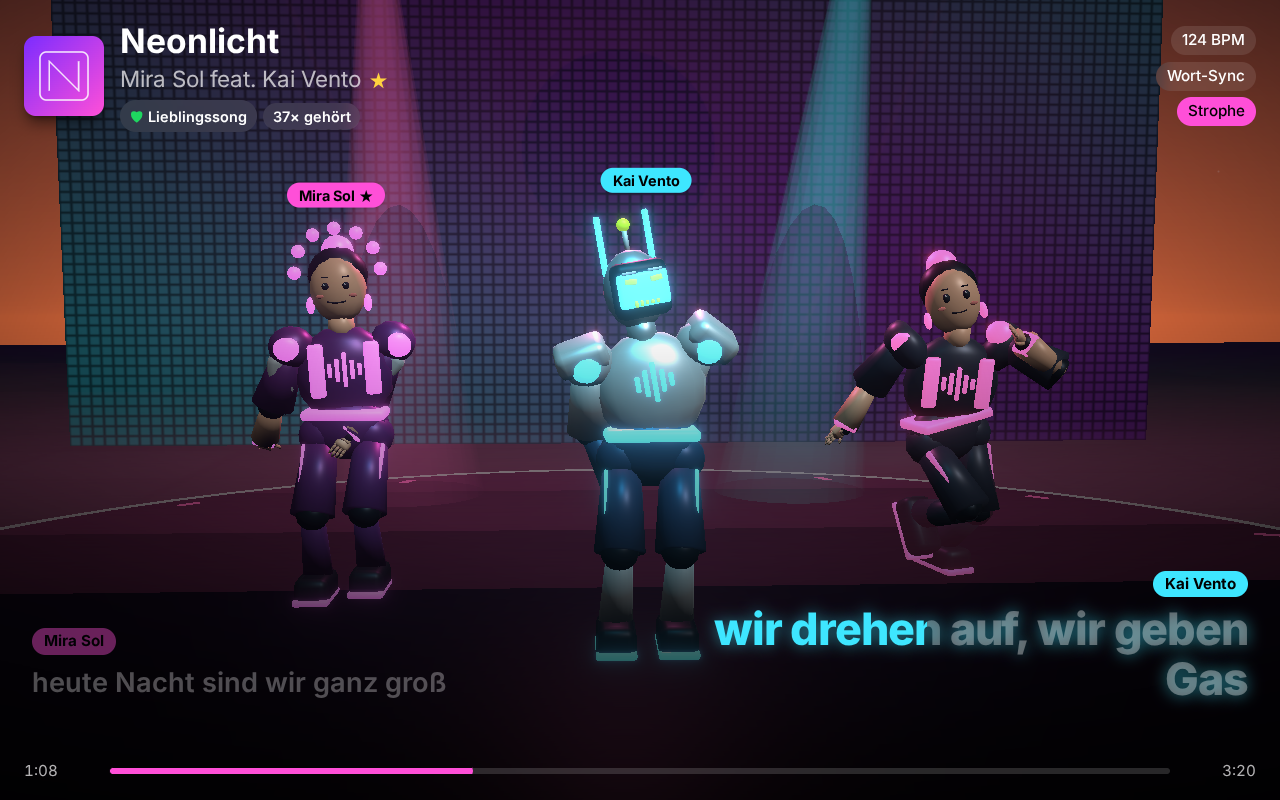 Neonlicht
Mira Sol feat. Kai Vento ★
Lieblingssong
37× gehört
124 BPM
Wort-Sync
Strophe
Mira Sol ★
Kai Vento
Kai Vento
wir drehen auf, wir geben
Gas
Mira Sol
heute Nacht sind wir ganz groß
1:08
3:20